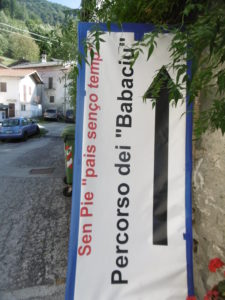 Sen Pie "pais senço temp
Percorso dei "Babaciu"